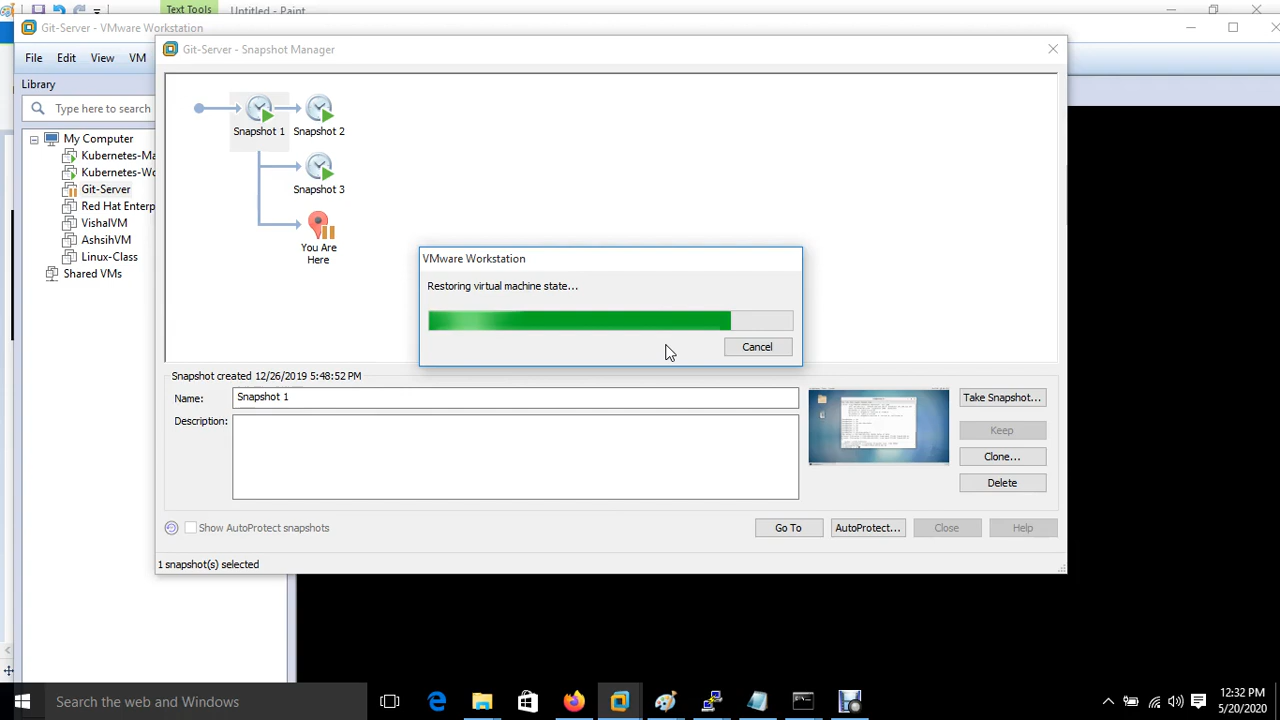 Text Tools
Untitled - Paint
Git-Server - VMware Workstation
File Edit View VM
Git-Server - Snapshot Manager
Library
Type here to search
My Computer
Kubernetes-Ma
Kubernetes-Wo
Git-Server
Red Hat Enterp
VishalVM
AshsihVM
Linux-Class
Shared VMs
Snapshot 1
Snapshot 2
Snapshot 3
You Are
Here
VMware Workstation
Restoring virtual machine state...
Cancel
Snapshot created 12/26/2019 5:48:52 PM
Name: Snapshot 1
Description:
Take Snapshot...
Keep
Clone...
Delete
Show AutoProtect snapshots
Go To AutoProtect... Close Help
1 snapshot(s) selected
Search the web and Windows
12:32 PM
5/20/2020